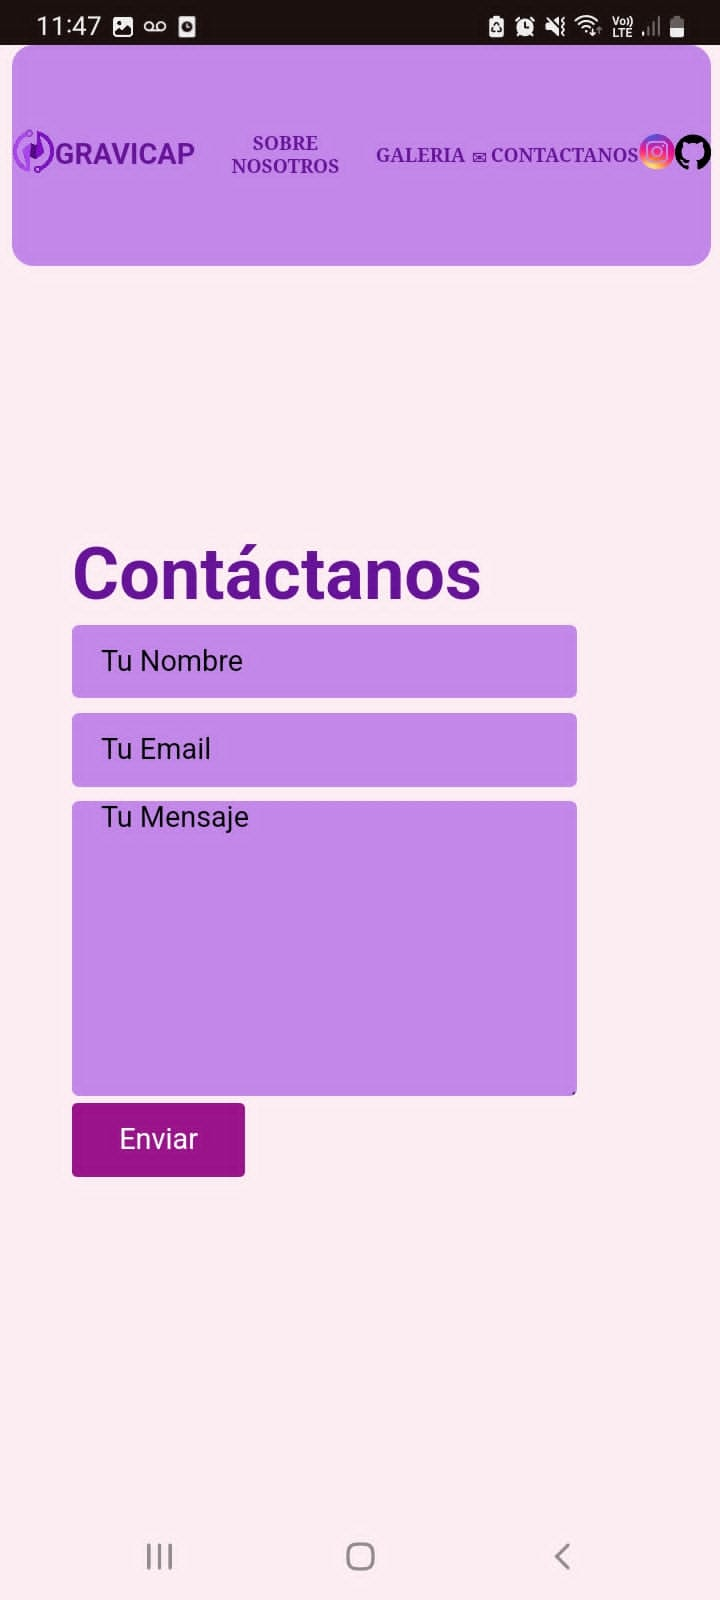 11:47 Vo)) LTE
GRAVICAP
SOBRE
NOSOTROS
GALERIA ✉ CONTACTANOS
Contáctanos
Tu Nombre
Tu Email
Tu Mensaje
Enviar